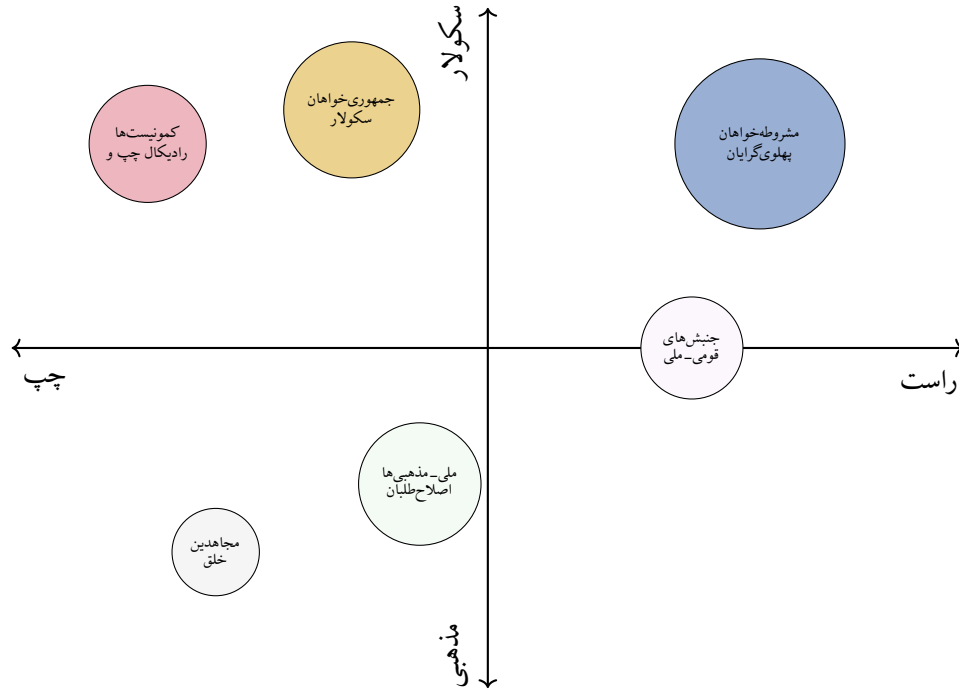 سکولار
جمهوری‌خواهان
سکولار
مشروطه‌خواهان
پهلوی‌گرایان
کمونیست‌ها
رادیکال چپ و
جنبش‌های
قومی-ملی
راست
چپ
ملی-مذهبی‌ها
اصلاح‌طلبان
مجاهدین
خلق
مذهبی